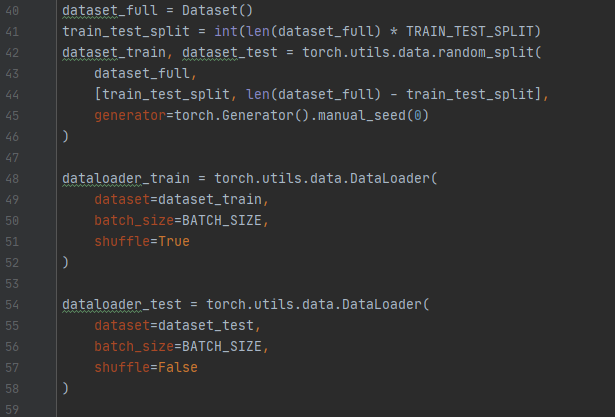 40 dataset_full = Dataset()
41 train_test_split = int(len(dataset_full) * TRAIN_TEST_SPLIT)
42 dataset_train, dataset_test = torch.utils.data.random_split(
43     dataset_full,
44     [train_test_split, len(dataset_full) - train_test_split],
45     generator=torch.Generator().manual_seed(0)
46 )
47
48 dataloader_train = torch.utils.data.DataLoader(
49     dataset=dataset_train,
50     batch_size=BATCH_SIZE,
51     shuffle=True
52 )
53
54 dataloader_test = torch.utils.data.DataLoader(
55     dataset=dataset_test,
56     batch_size=BATCH_SIZE,
57     shuffle=False
58 )
59